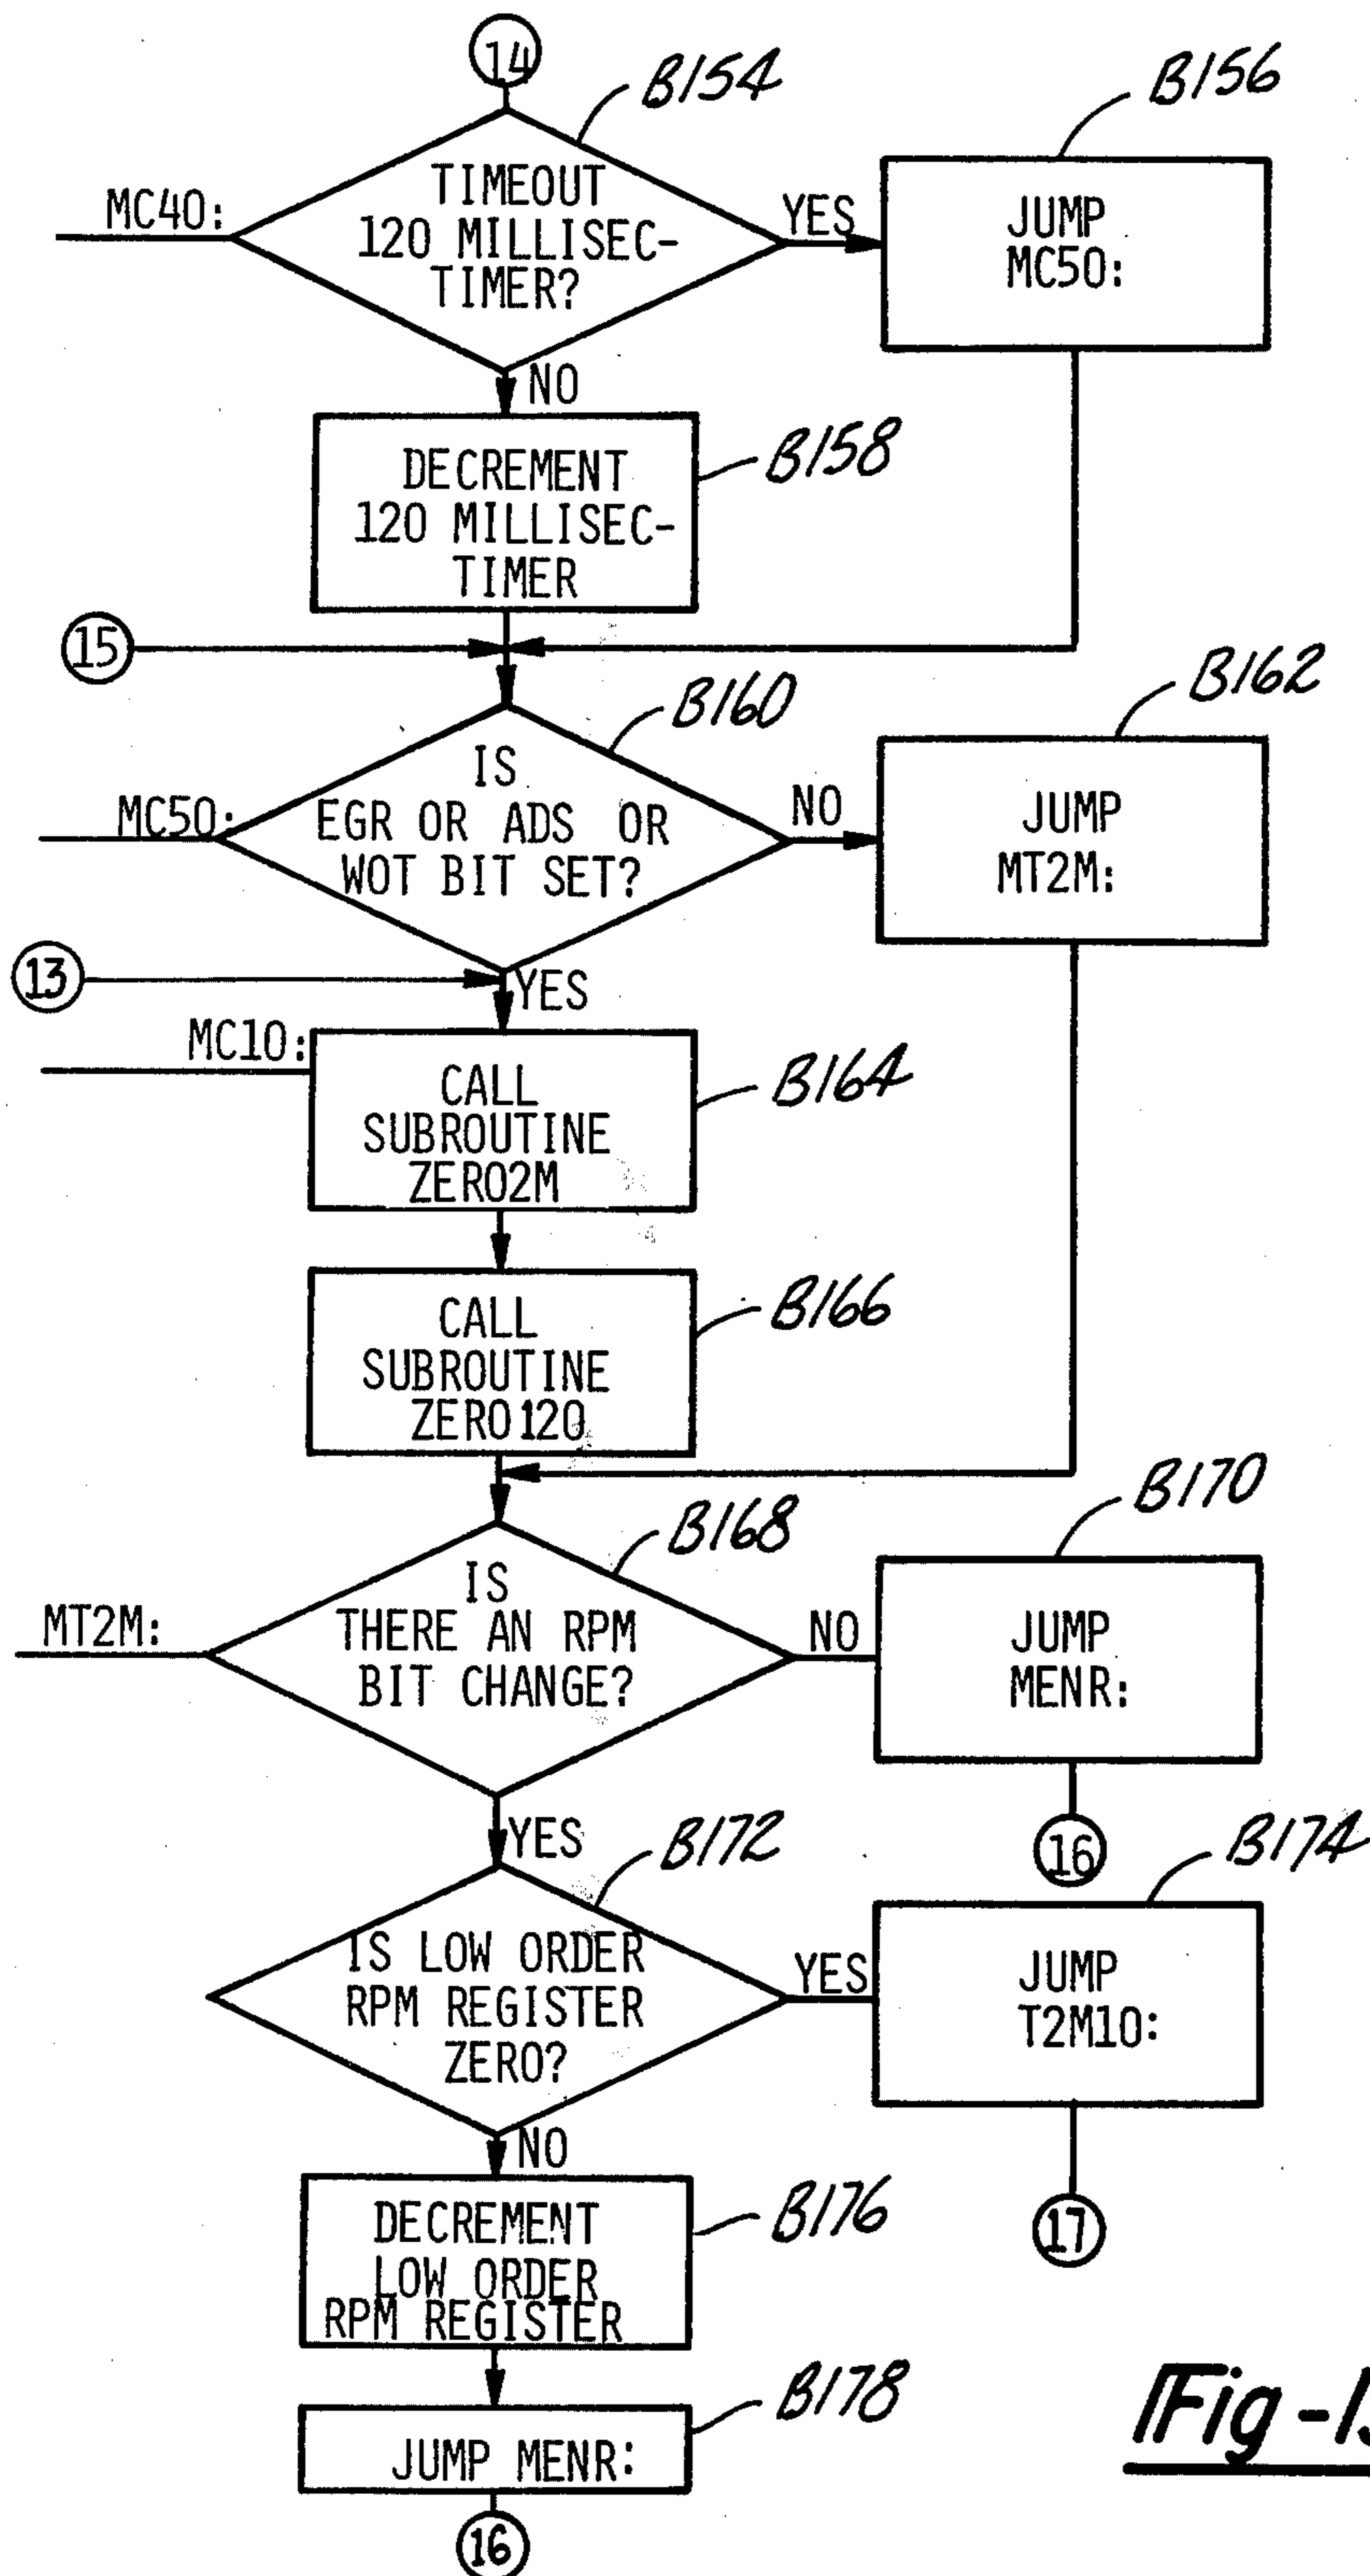 14
B154
B156
MC40:
TIMEOUT
120 MILLISEC-
TIMER?
YES
JUMP
MC50:
NO
DECREMENT
120 MILLISEC-
TIMER
B158
15
B160
B162
MC50:
IS
EGR OR ADS OR
WOT BIT SET?
NO
JUMP
MT2M:
13
YES
MC10:
CALL
SUBROUTINE
ZERO2M
B164
CALL
SUBROUTINE
ZERO120
B166
B168
B170
MT2M:
IS
THERE AN RPM
BIT CHANGE?
NO
JUMP
MENR:
16
YES
B172
B174
IS LOW ORDER
RPM REGISTER
ZERO?
YES
JUMP
T2M10:
17
NO
DECREMENT
LOW ORDER
RPM REGISTER
B176
JUMP MENR:
B178
16